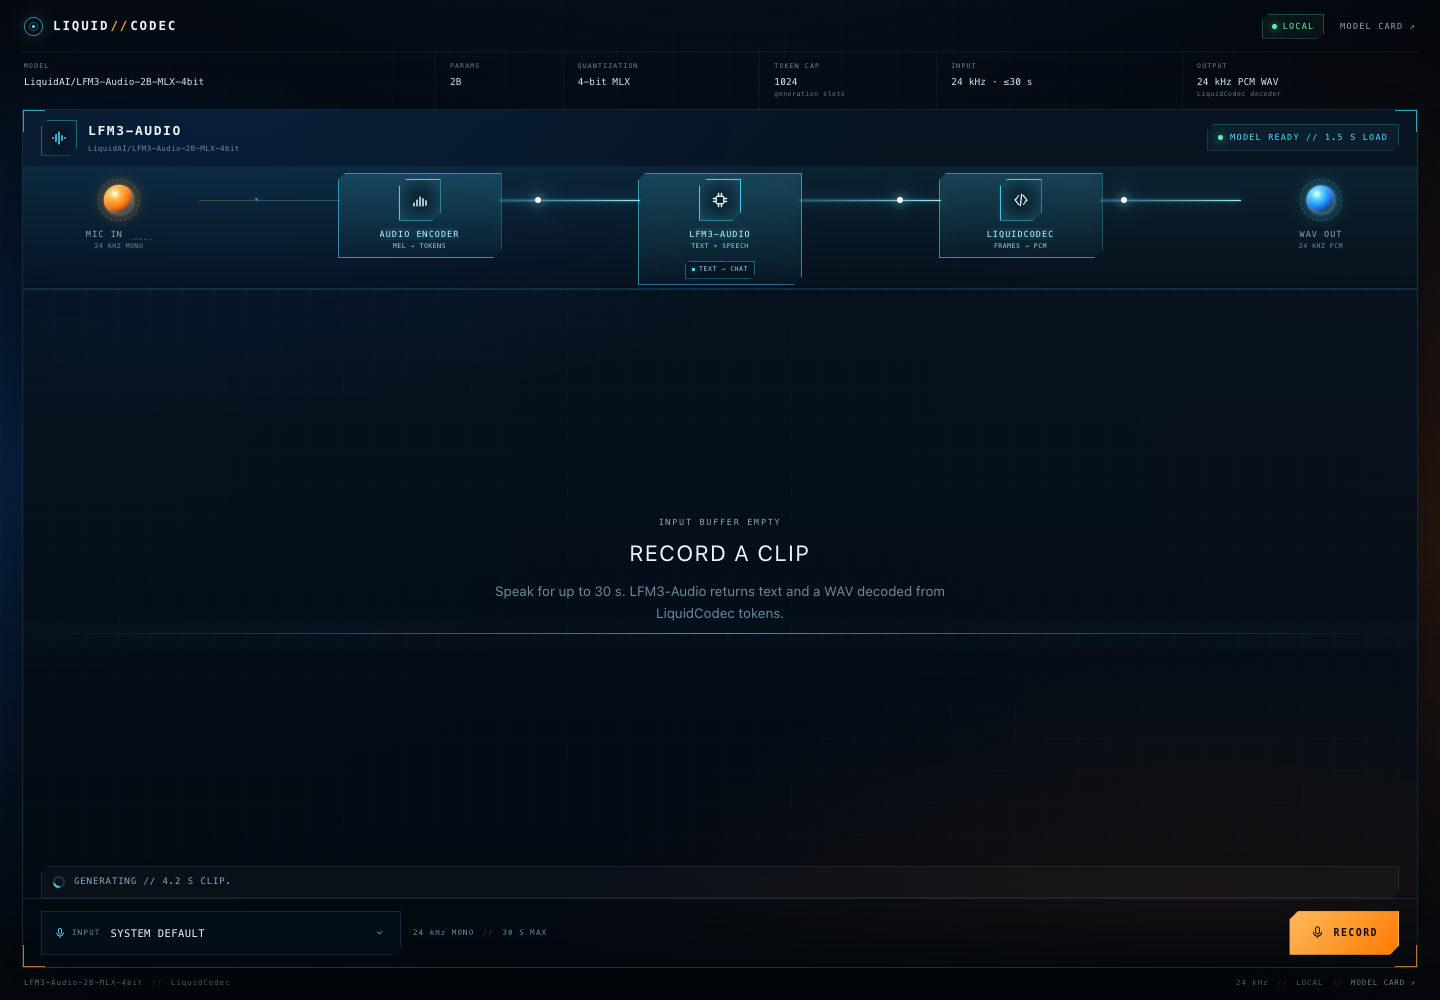 LIQUID//CODEC
LOCAL
MODEL CARD ↗
MODEL
LiquidAI/LFM3-Audio-2B-MLX-4bit
PARAMS
2B
QUANTIZATION
4-bit MLX
TOKEN CAP
1024
generation slots
INPUT
24 kHz · ≤30 s
OUTPUT
24 kHz PCM WAV
LiquidCodec decoder
LFM3-AUDIO
LiquidAI/LFM3-Audio-2B-MLX-4bit
MODEL READY // 1.5 S LOAD
MIC IN
24 KHZ MONO
AUDIO ENCODER
MEL → TOKENS
LFM3-AUDIO
TEXT + SPEECH
TEXT → CHAT
LIQUIDCODEC
FRAMES → PCM
WAV OUT
24 KHZ PCM
INPUT BUFFER EMPTY
RECORD A CLIP
Speak for up to 30 s. LFM3-Audio returns text and a WAV decoded from
LiquidCodec tokens.
GENERATING // 4.2 S CLIP.
INPUT SYSTEM DEFAULT
24 kHz MONO // 30 S MAX
RECORD
LFM3-Audio-2B-MLX-4bit // LiquidCodec
24 kHz // LOCAL // MODEL CARD ↗